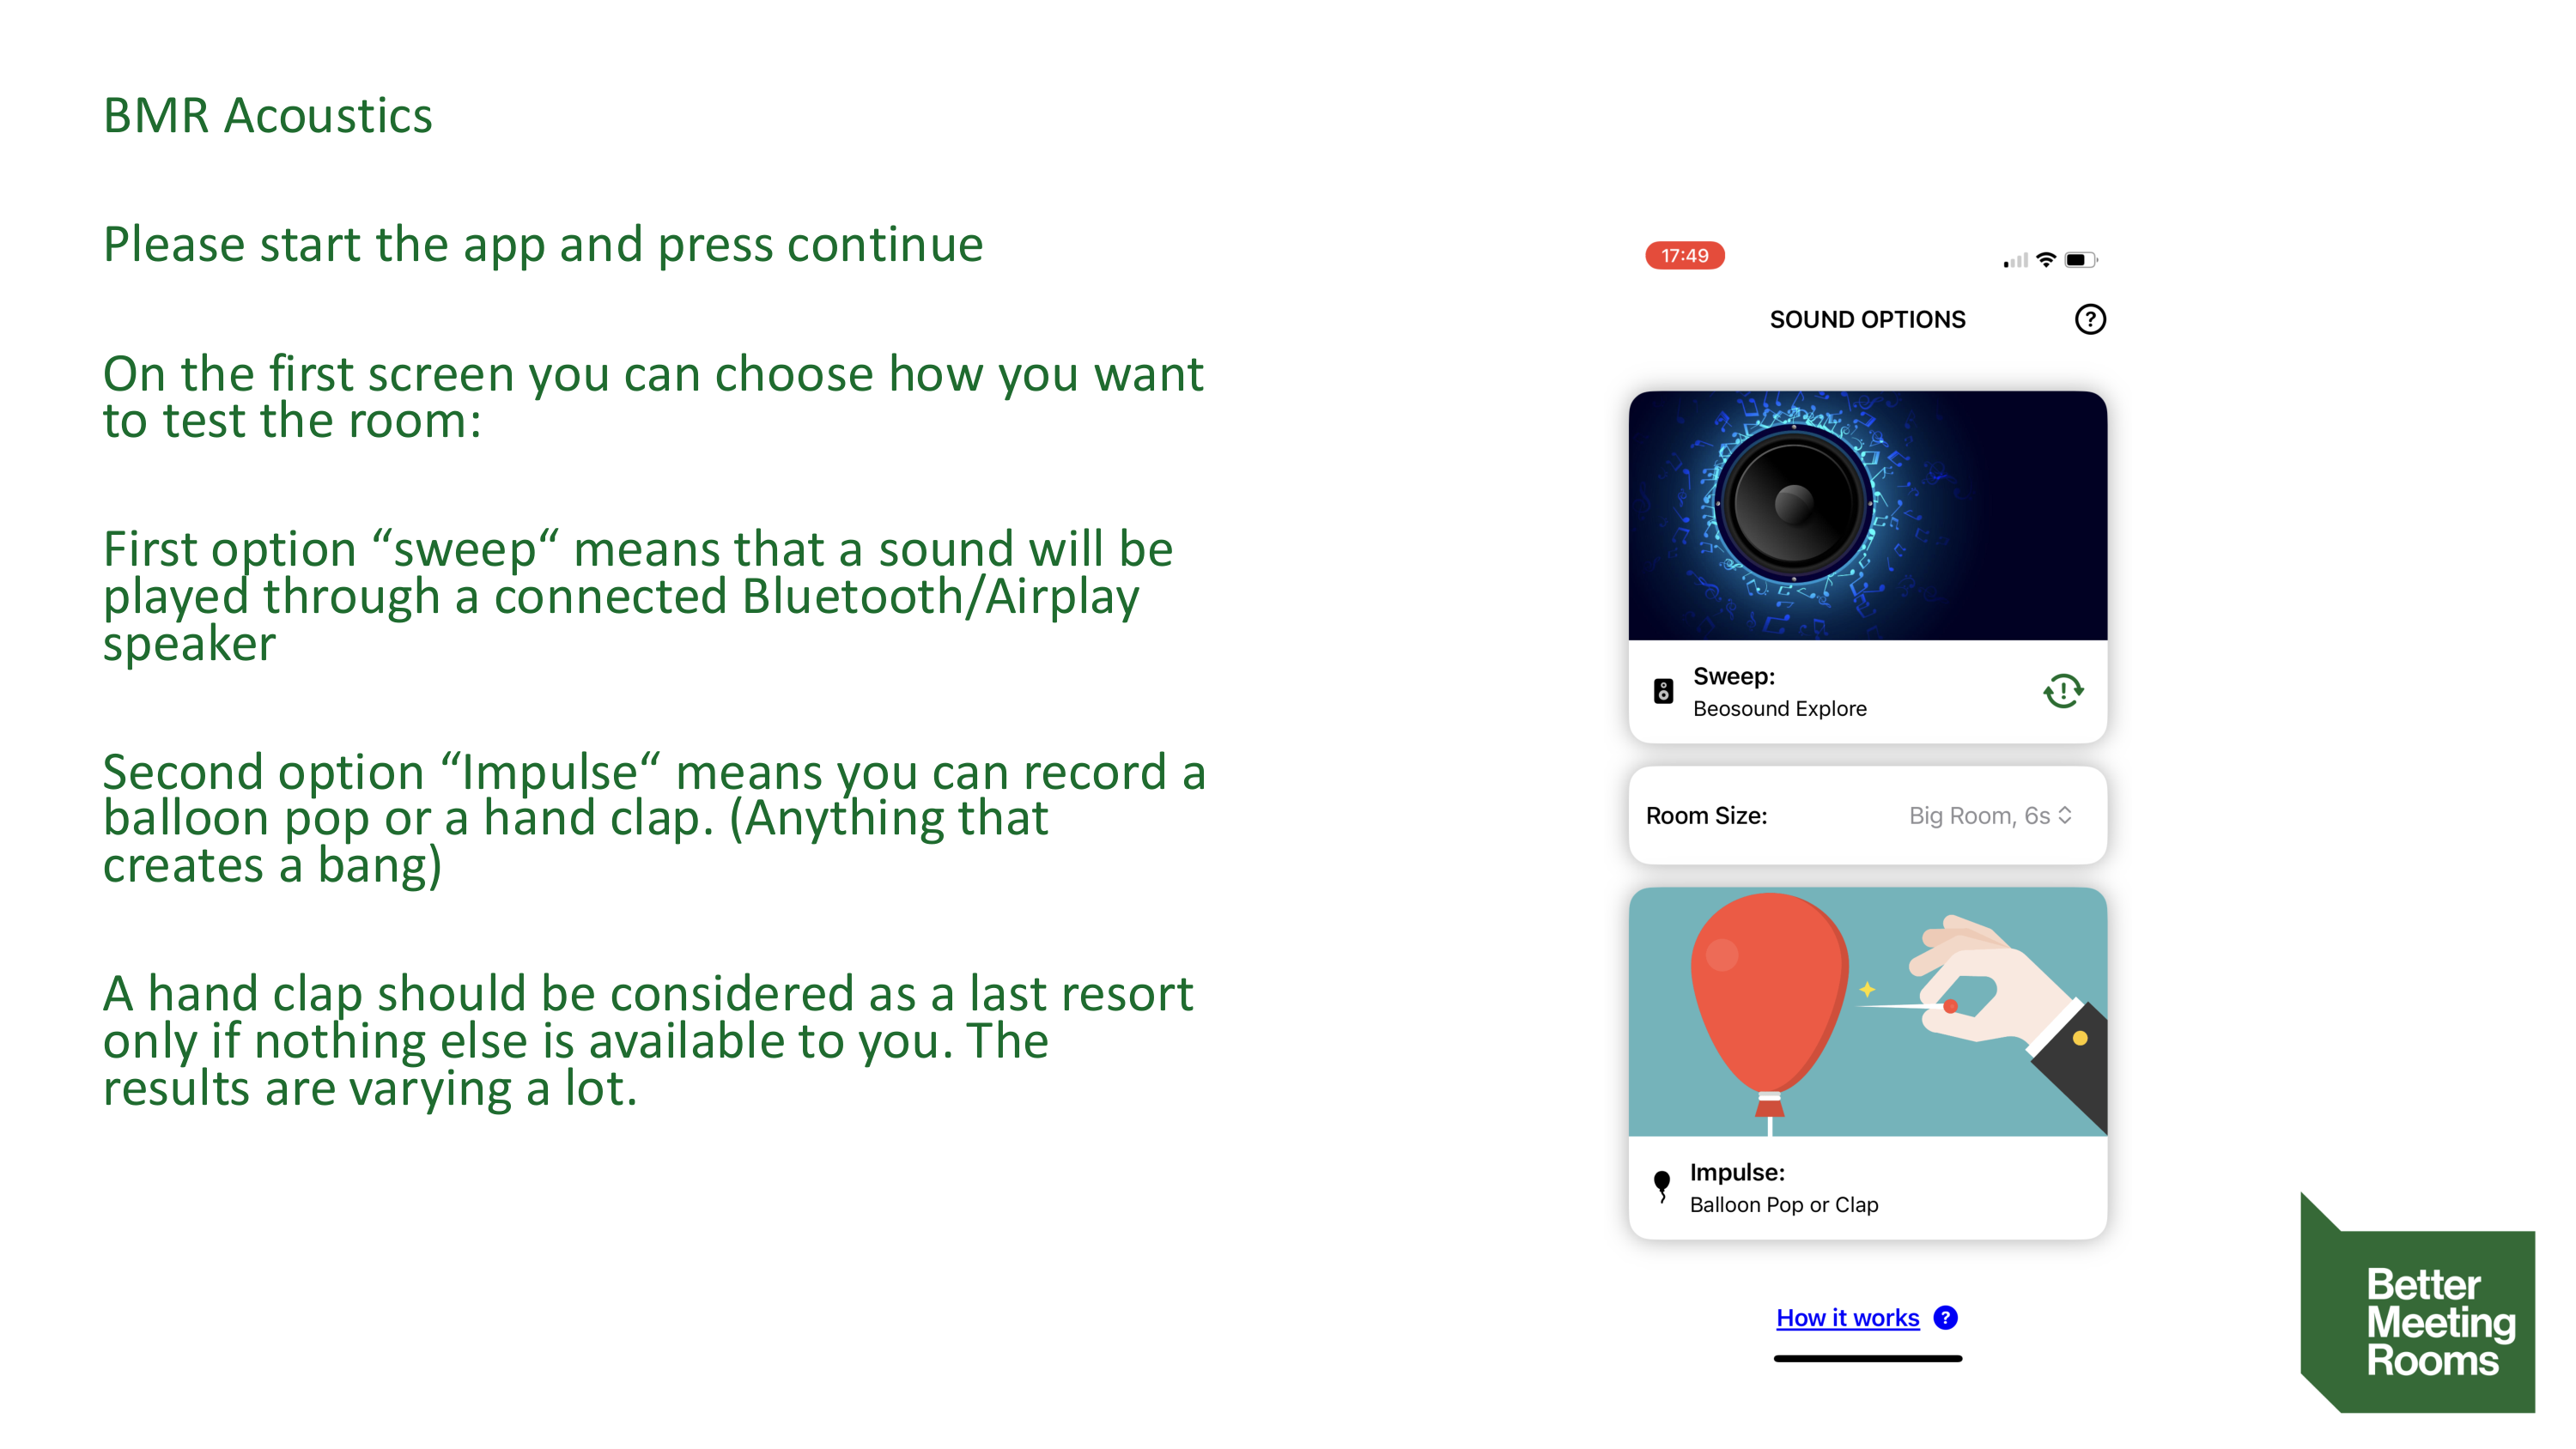 BMR Acoustics
Please start the app and press continue
On the first screen you can choose how you want
to test the room:
First option “sweep“ means that a sound will be
played through a connected Bluetooth/Airplay
speaker
Second option “Impulse“ means you can record a
balloon pop or a hand clap. (Anything that
creates a bang)
A hand clap should be considered as a last resort
only if nothing else is available to you. The
results are varying a lot.
17:49
SOUND OPTIONS ?
Sweep:
Beosound Explore
Room Size: Big Room, 6s
Impulse:
Balloon Pop or Clap
How it works ?
Better
Meeting
Rooms